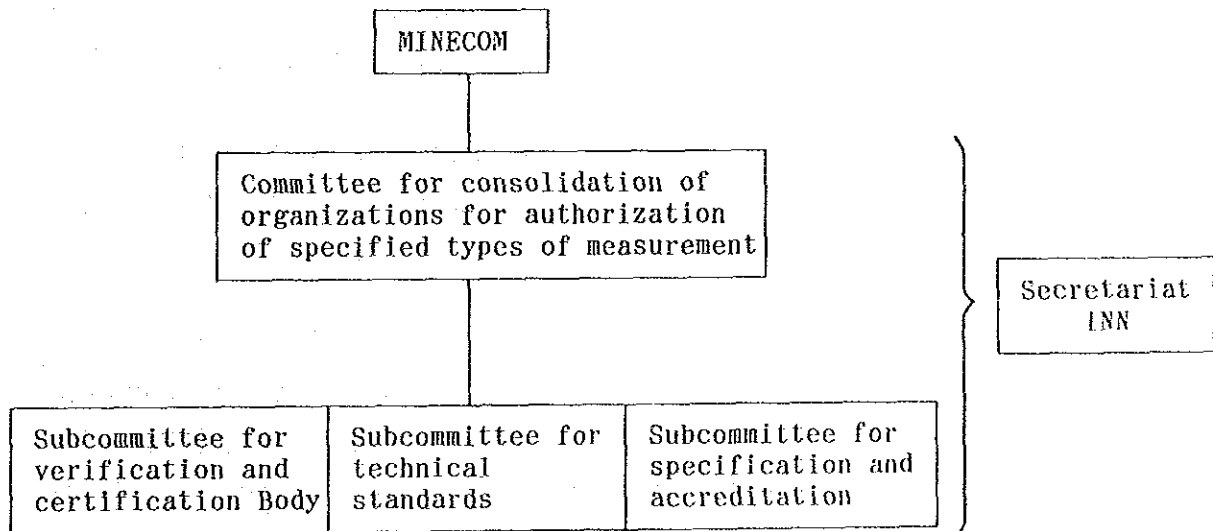 MINECOM
Committee for consolidation of
organizations for authorization
of specified types of measurement
Secretariat
INN
Subcommittee for
verification and
certification Body
Subcommittee for
technical
standards
Subcommittee for
specification and
accreditation